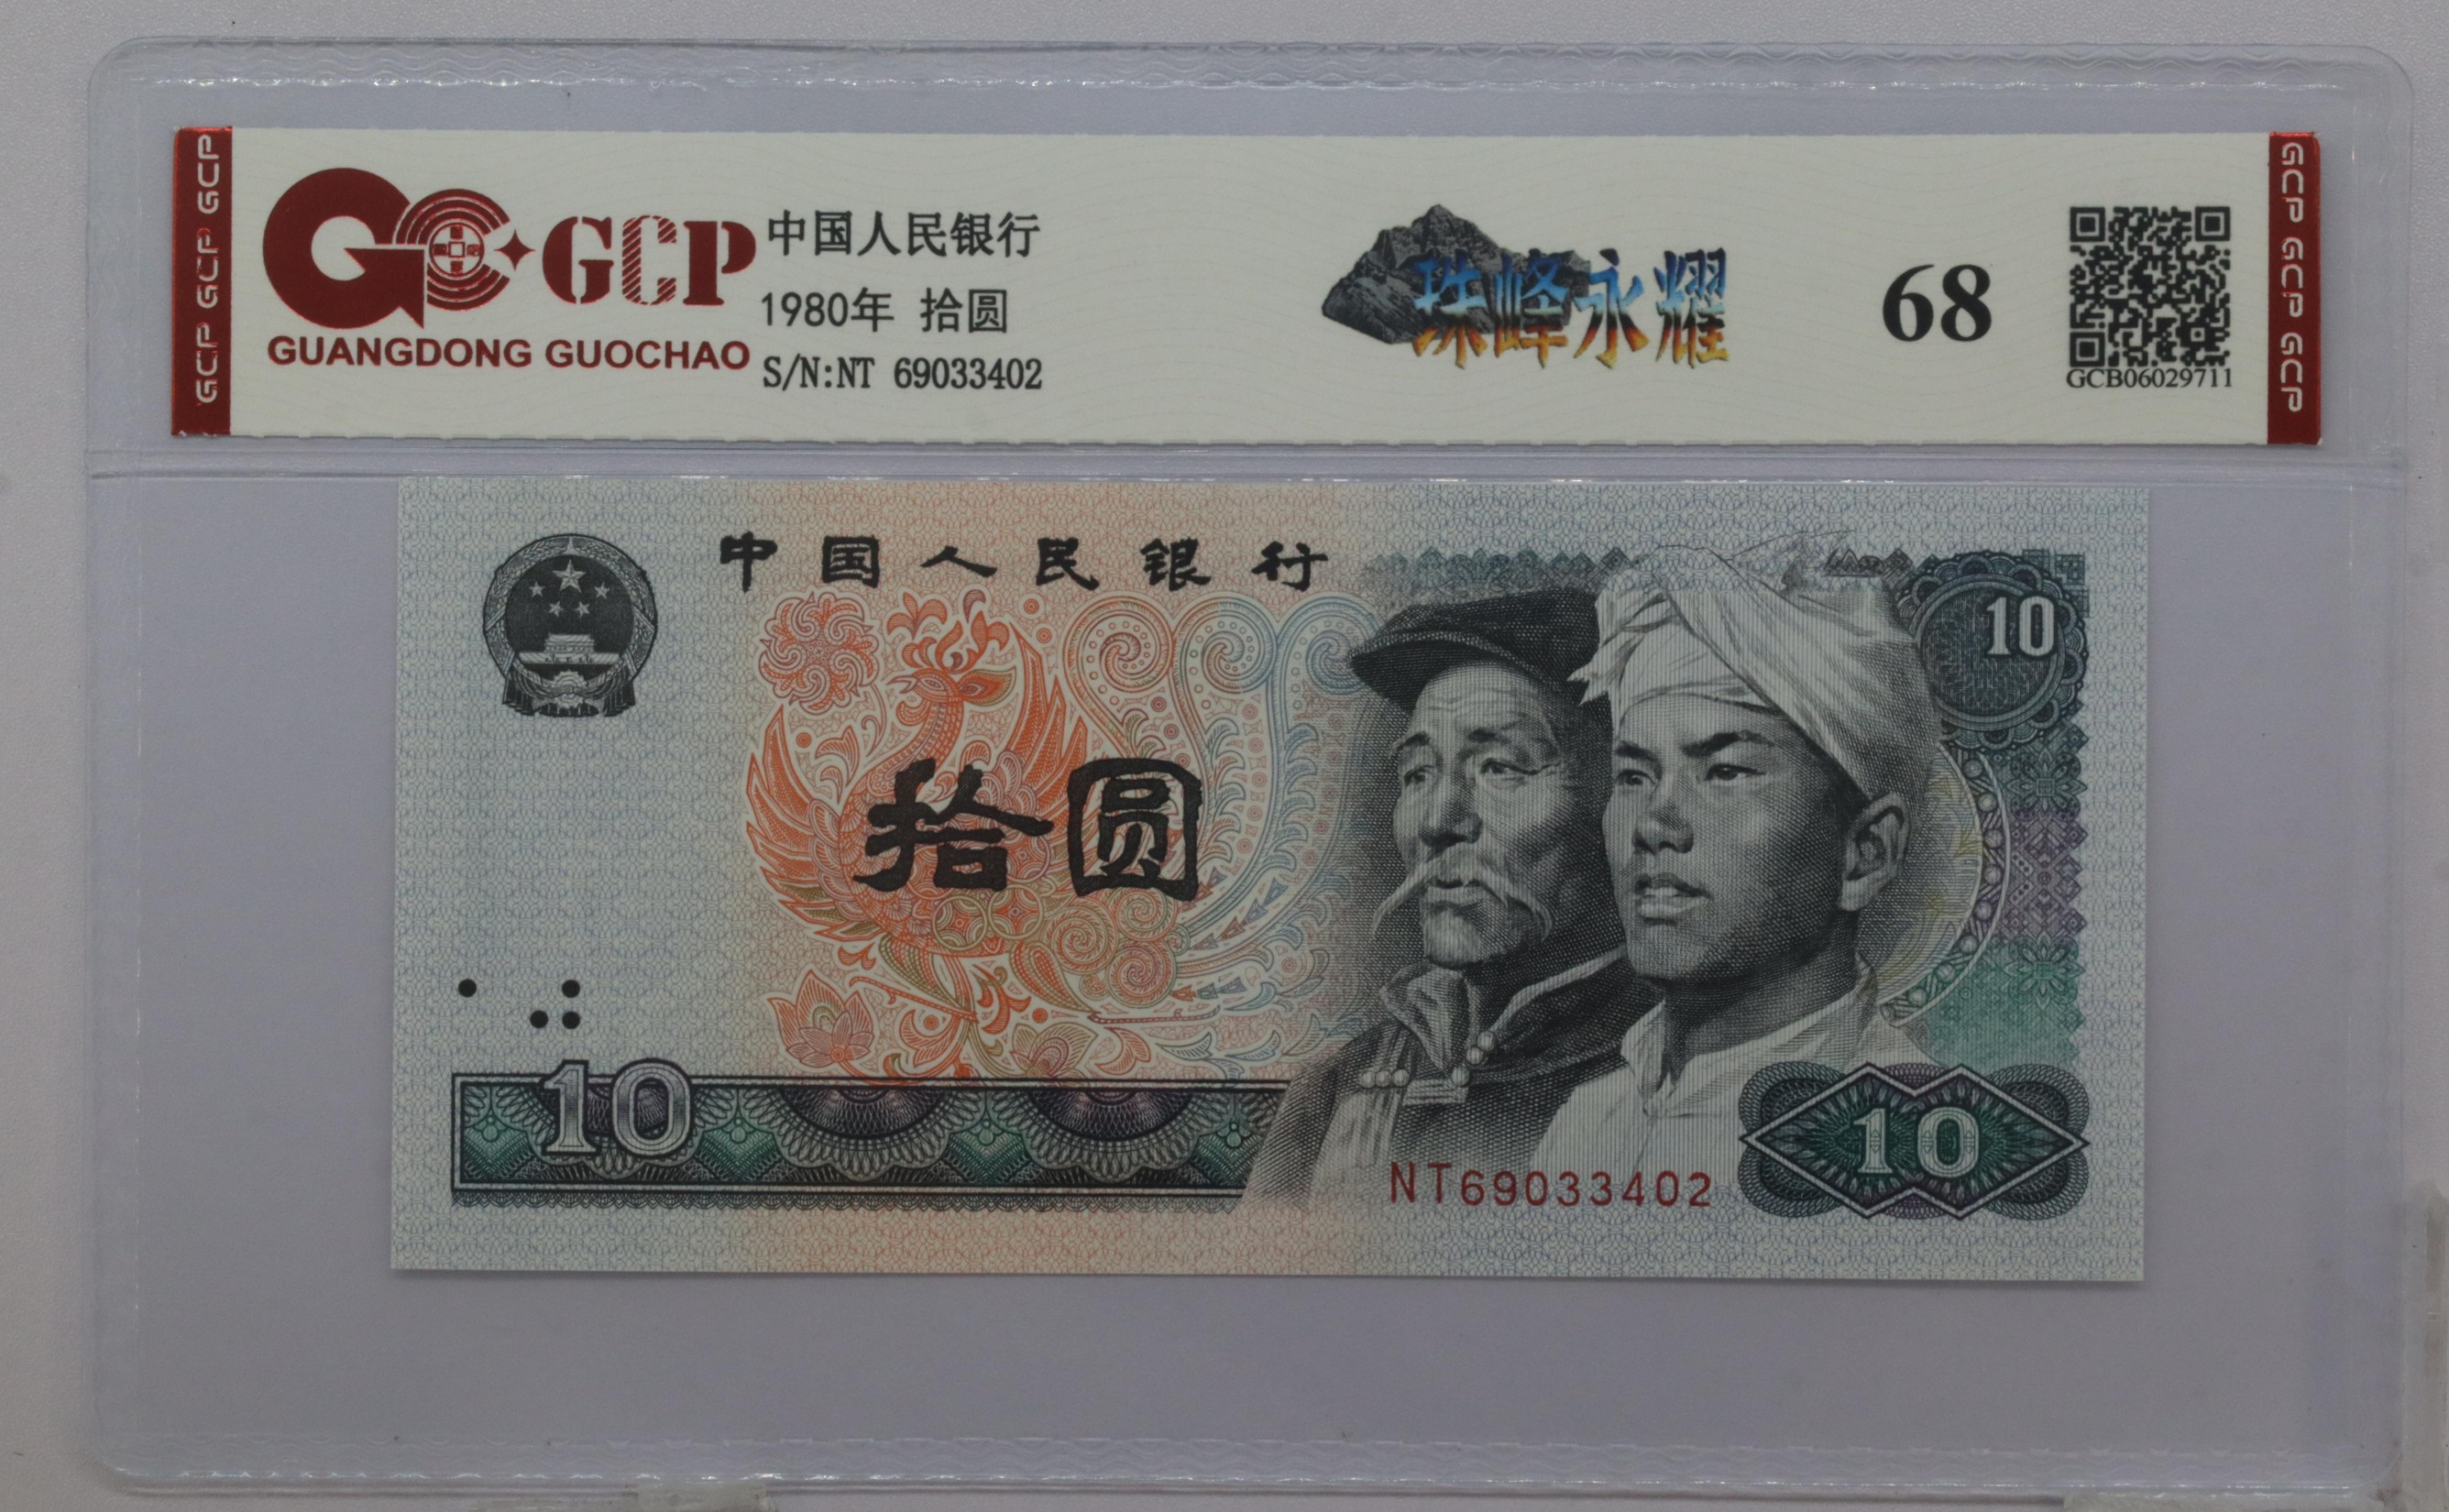 GCP GCP GCP
GCP
GUANGDONG GUOCHAO
中国人民银行
1980年 拾圆
S/N:NT 69033402
珠峰永耀
68
GCB06029711
GCP GCP GCP
中国人民银行
10
拾圆
10
NT69033402
10